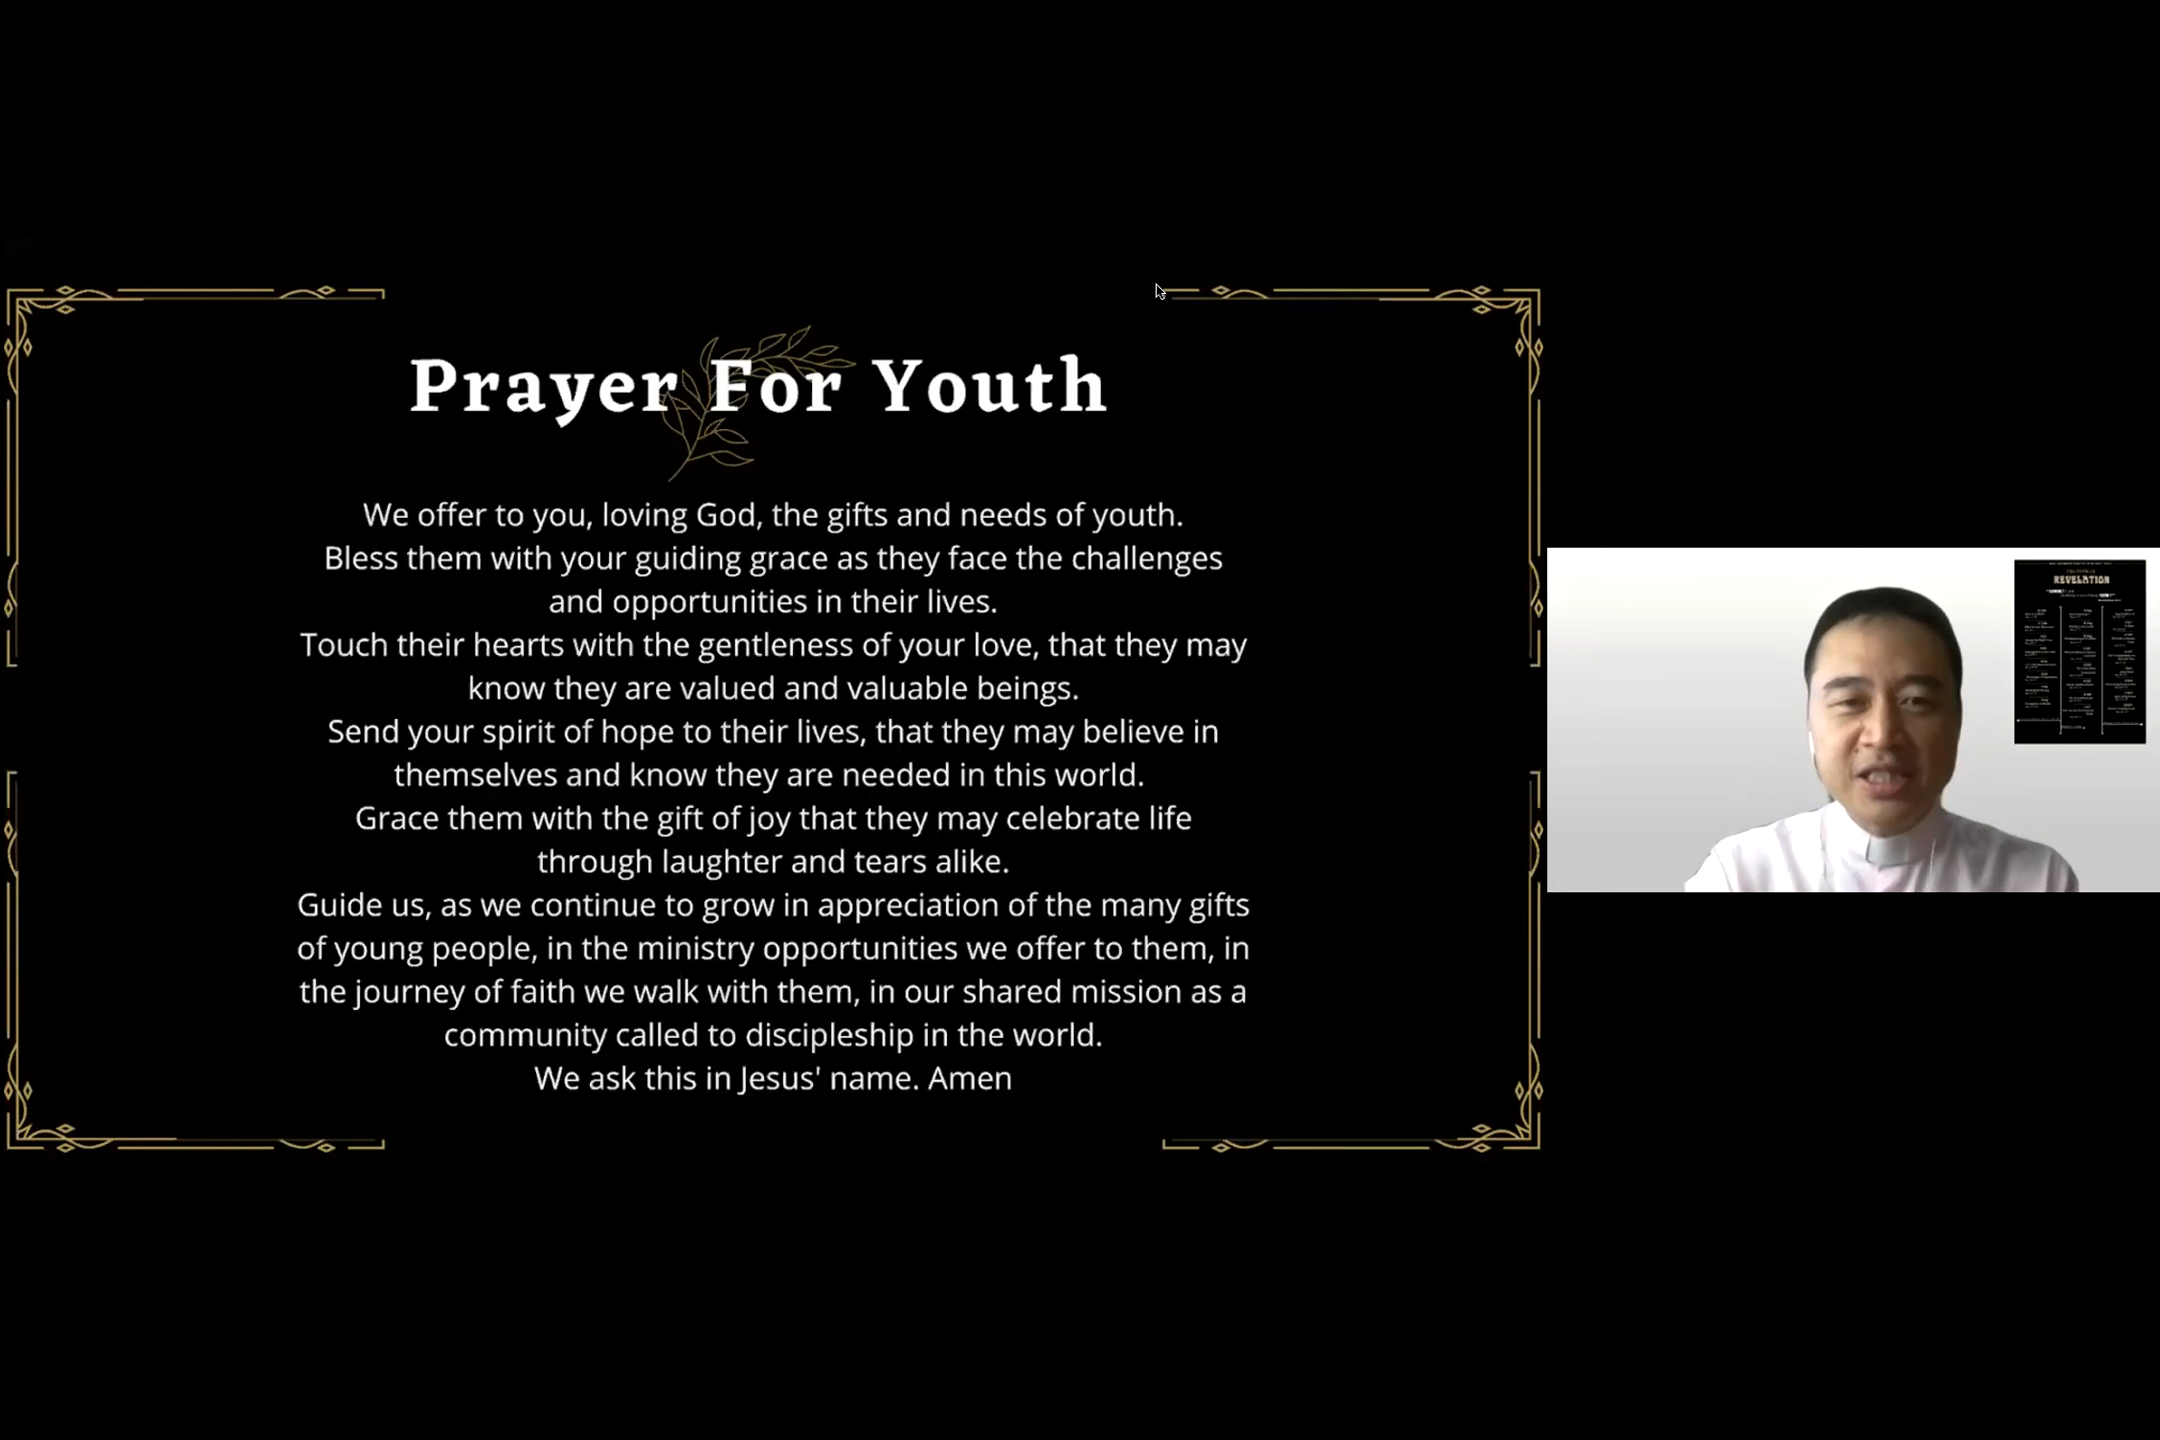 Prayer For Youth
We offer to you, loving God, the gifts and needs of youth.
Bless them with your guiding grace as they face the challenges
and opportunities in their lives.
Touch their hearts with the gentleness of your love, that they may
know they are valued and valuable beings.
Send your spirit of hope to their lives, that they may believe in
themselves and know they are needed in this world.
Grace them with the gift of joy that they may celebrate life
through laughter and tears alike.
Guide us, as we continue to grow in appreciation of the many gifts
of young people, in the ministry opportunities we offer to them, in
the journey of faith we walk with them, in our shared mission as a
community called to discipleship in the world.
We ask this in Jesus' name. Amen
REVELATION